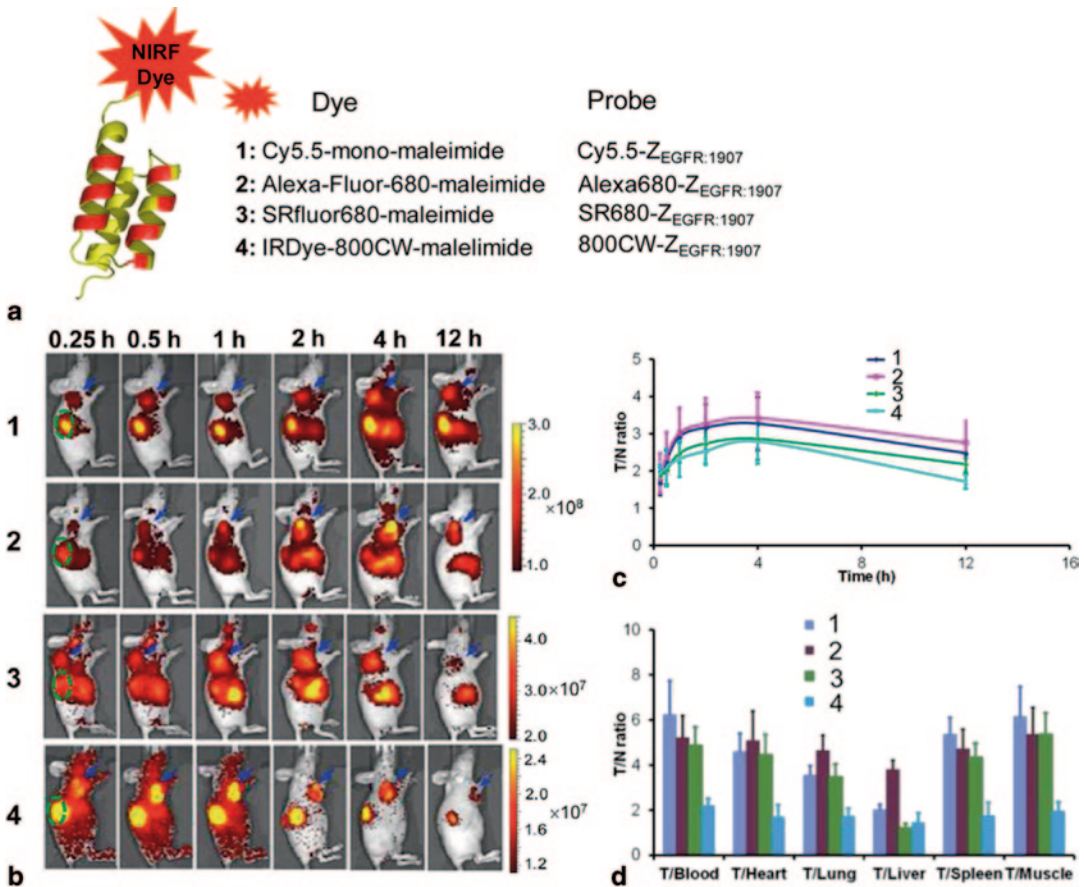 NIRF
Dye
Dye Probe
1: Cy5.5-mono-maleimide Cy5.5-ZEGFR:1907
2: Alexa-Fluor-680-maleimide Alexa680-ZEGFR:1907
3: SRfluor680-maleimide SR680-ZEGFR:1907
4: IRDye-800CW-malelimide 800CW-ZEGFR:1907
a
0.25 h 0.5 h 1 h 2 h 4 h 12 h
1
2
3
4
3.0
2.0
×10⁸
1.0
4.0
3.0 ×10⁷
2.0
2.4
2.0
×10⁷
1.6
1.2
b
T/N ratio
5
4
3
2
1
0
0 4 8 12 16
Time (h)
1
2
3
4
c
T/N ratio
10
8
6
4
2
0
1
2
3
4
T/Blood T/Heart T/Lung T/Liver T/Spleen T/Muscle
d